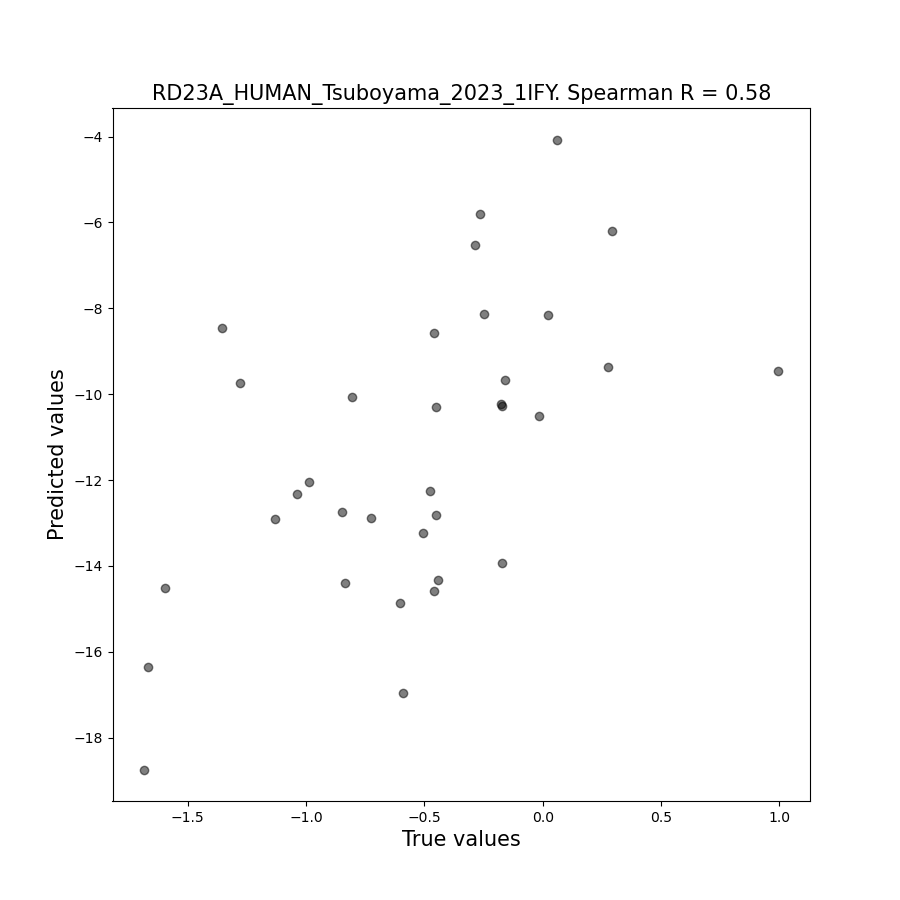 RD23A_HUMAN_Tsuboyama_2023_1IFY. Spearman R = 0.58
−4
−6
−8
−10
−12
−14
−16
−18
Predicted values
−1.5 −1.0 −0.5 0.0 0.5 1.0
True values